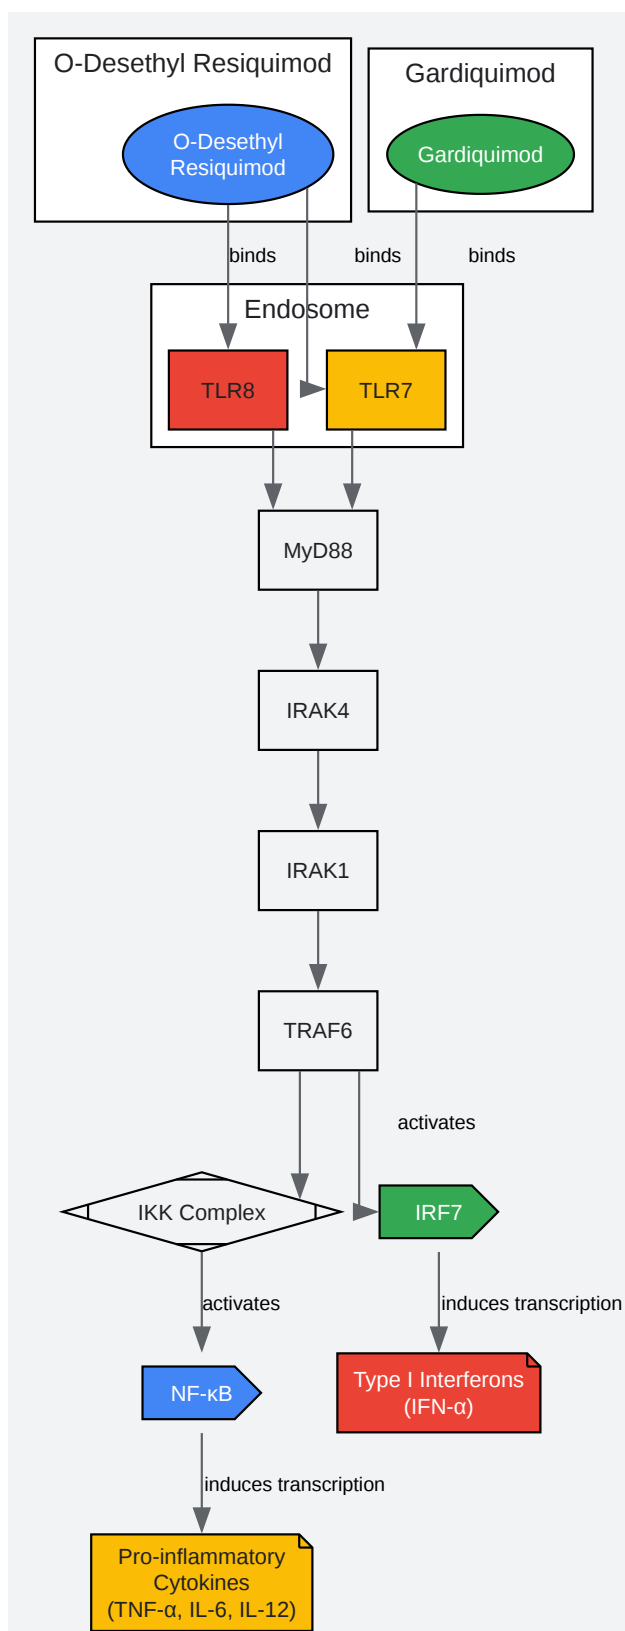 O-Desethyl Resiquimod
Gardiquimod
O-Desethyl
Resiquimod
Gardiquimod
binds
binds
binds
Endosome
TLR8
TLR7
MyD88
IRAK4
IRAK1
TRAF6
activates
IKK Complex
IRF7
activates
induces transcription
NF-κB
Type I Interferons
(IFN-α)
induces transcription
Pro-inflammatory
Cytokines
(TNF-α, IL-6, IL-12)